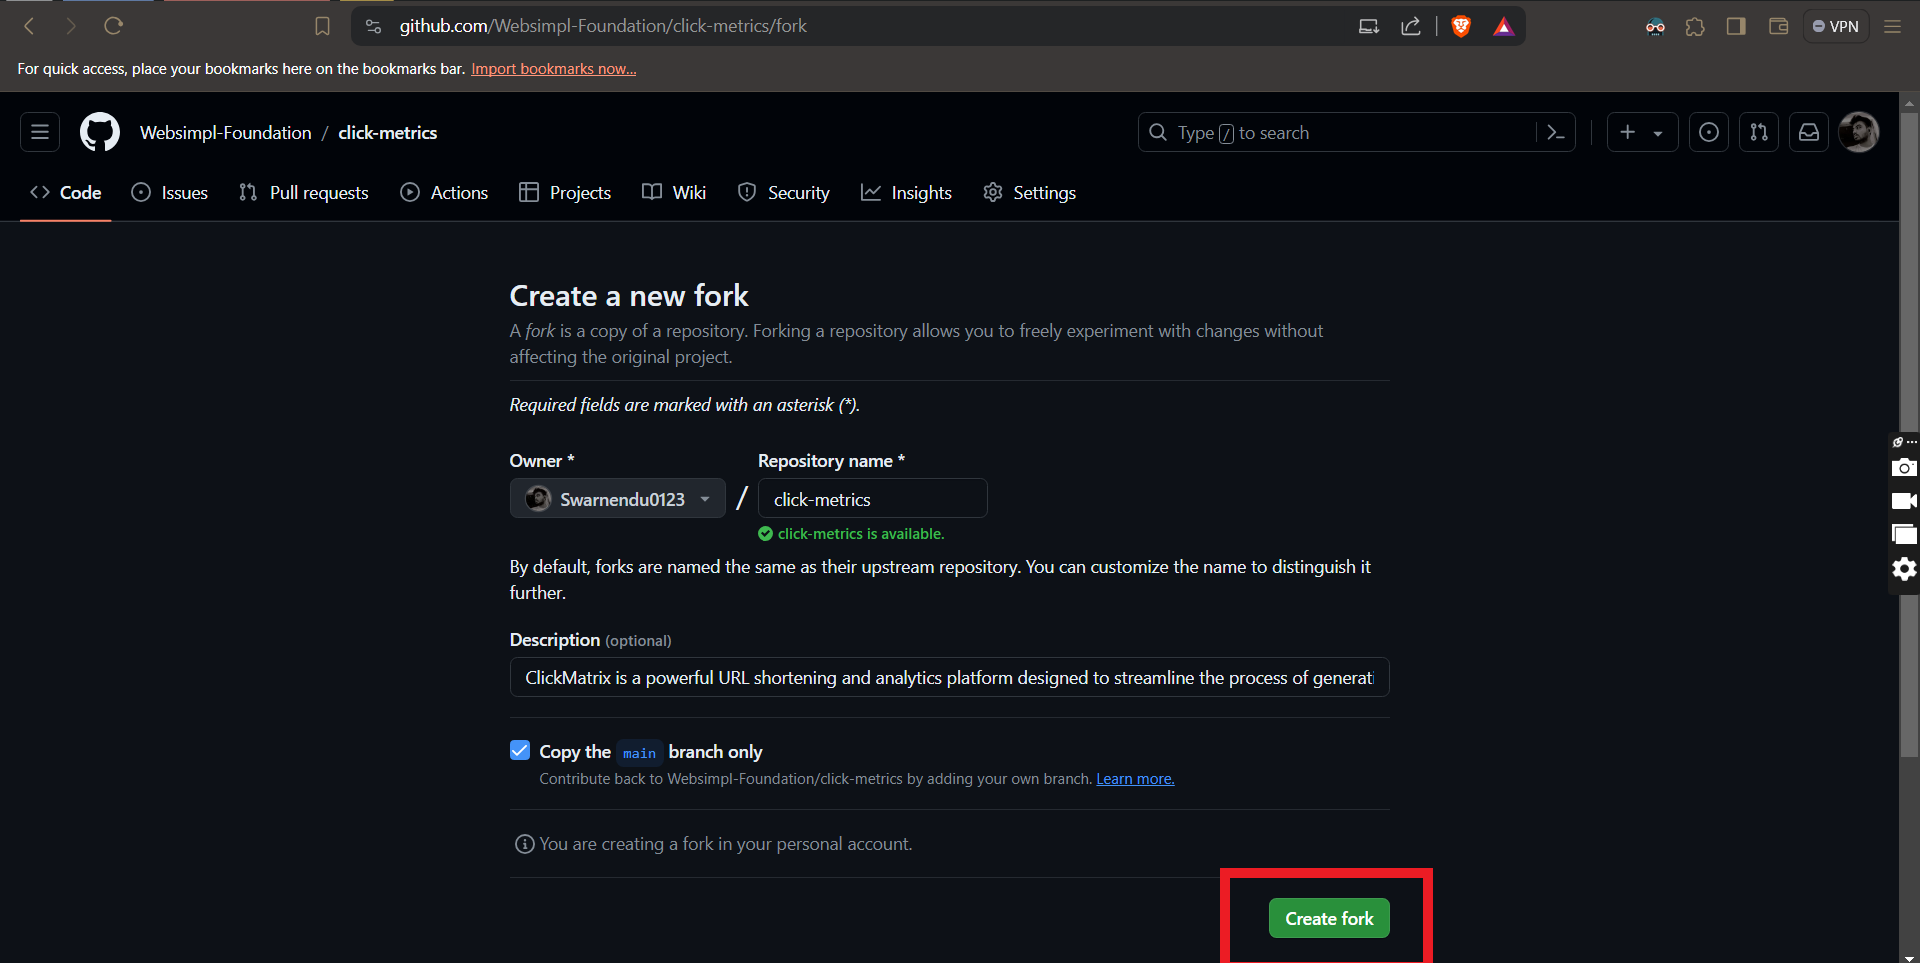 github.com/Websimpl-Foundation/click-metrics/fork
VPN
For quick access, place your bookmarks here on the bookmarks bar. Import bookmarks now...
Websimpl-Foundation / click-metrics
Type / to search
Code Issues Pull requests Actions Projects Wiki Security Insights Settings
Create a new fork
A fork is a copy of a repository. Forking a repository allows you to freely experiment with changes without
affecting the original project.
Required fields are marked with an asterisk (*).
Owner * Repository name *
Swarnendu0123 / click-metrics
click-metrics is available.
By default, forks are named the same as their upstream repository. You can customize the name to distinguish it
further.
Description (optional)
ClickMatrix is a powerful URL shortening and analytics platform designed to streamline the process of generati
Copy the main branch only
Contribute back to Websimpl-Foundation/click-metrics by adding your own branch. Learn more.
You are creating a fork in your personal account.
Create fork